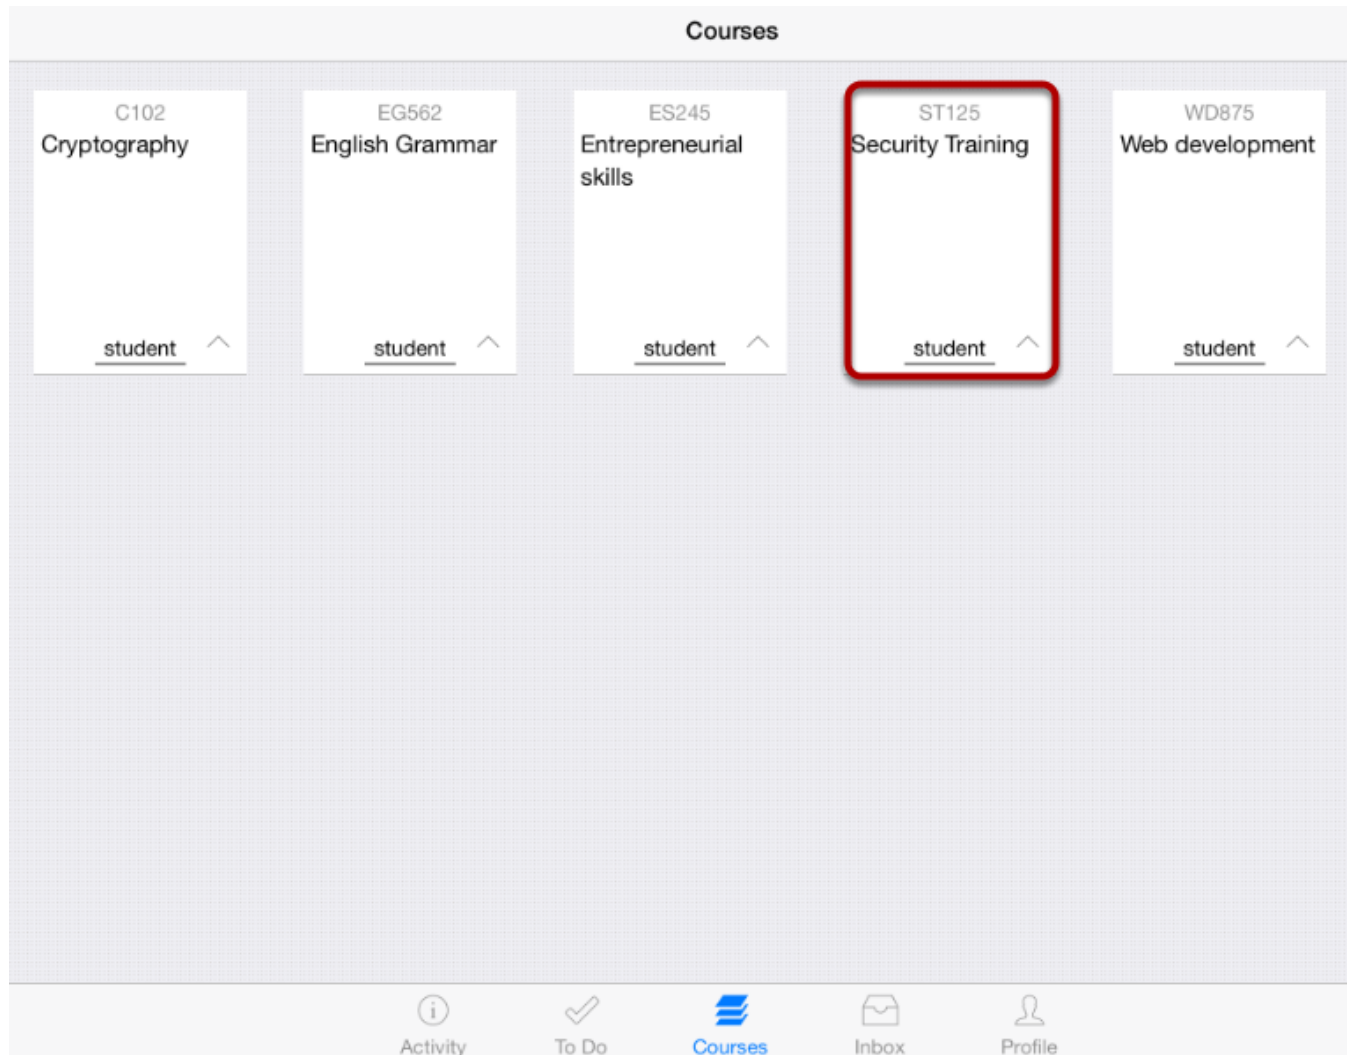 Courses
C102
Cryptography
student
EG562
English Grammar
student
ES245
Entrepreneurial
skills
student
ST125
Security Training
student
WD875
Web development
student
Activity
To Do
Courses
Inbox
Profile